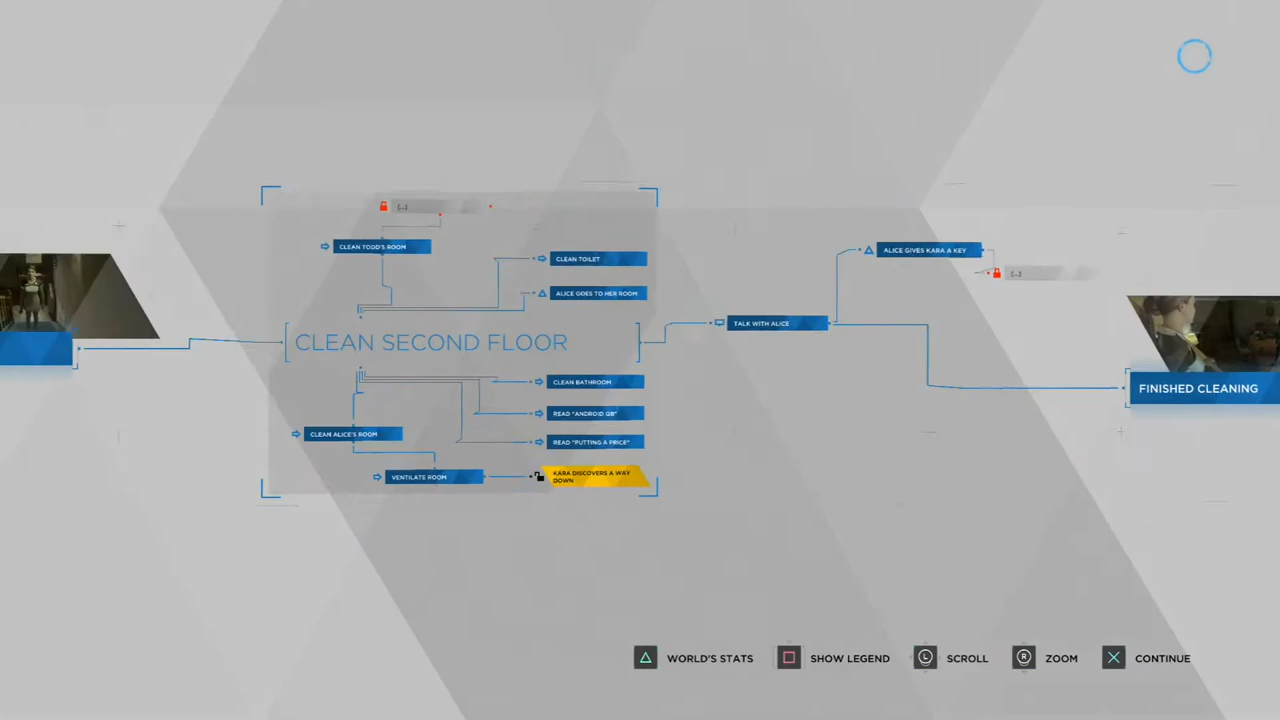 [...]
CLEAN TODD'S ROOM
CLEAN TOILET
ALICE GIVES KARA A KEY
[...]
ALICE GOES TO HER ROOM
TALK WITH ALICE
CLEAN SECOND FLOOR
CLEAN BATHROOM
FINISHED CLEANING
READ "ANDROID QB"
CLEAN ALICE'S ROOM
READ "PUTTING A PRICE"
VENTILATE ROOM
KARA DISCOVERS A WAY
DOWN
WORLD'S STATS
SHOW LEGEND
L
SCROLL
R
ZOOM
CONTINUE